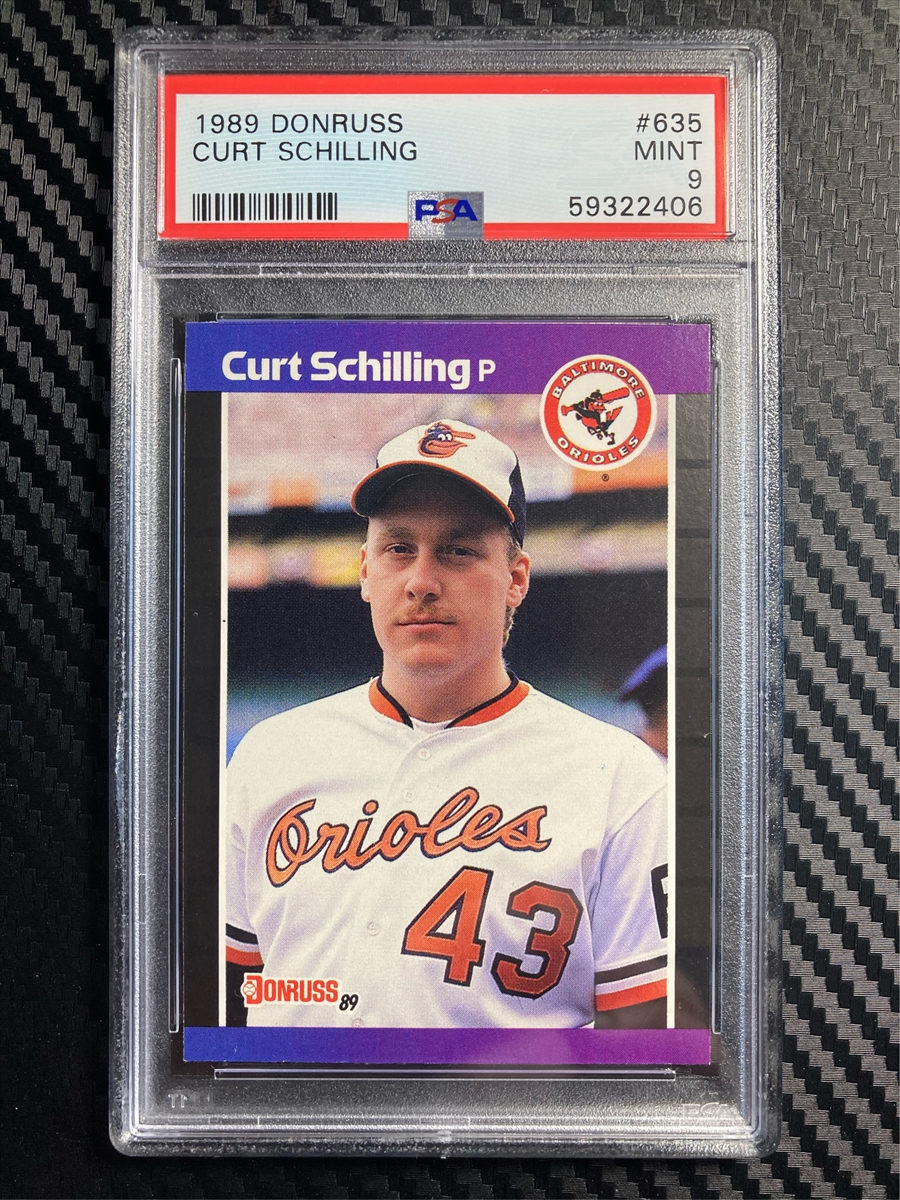 1989 DONRUSS #635
CURT SCHILLING MINT
9
PSA 59322406
Curt Schilling P
BALTIMORE
ORIOLES
®
Orioles
43
DONRUSS 89